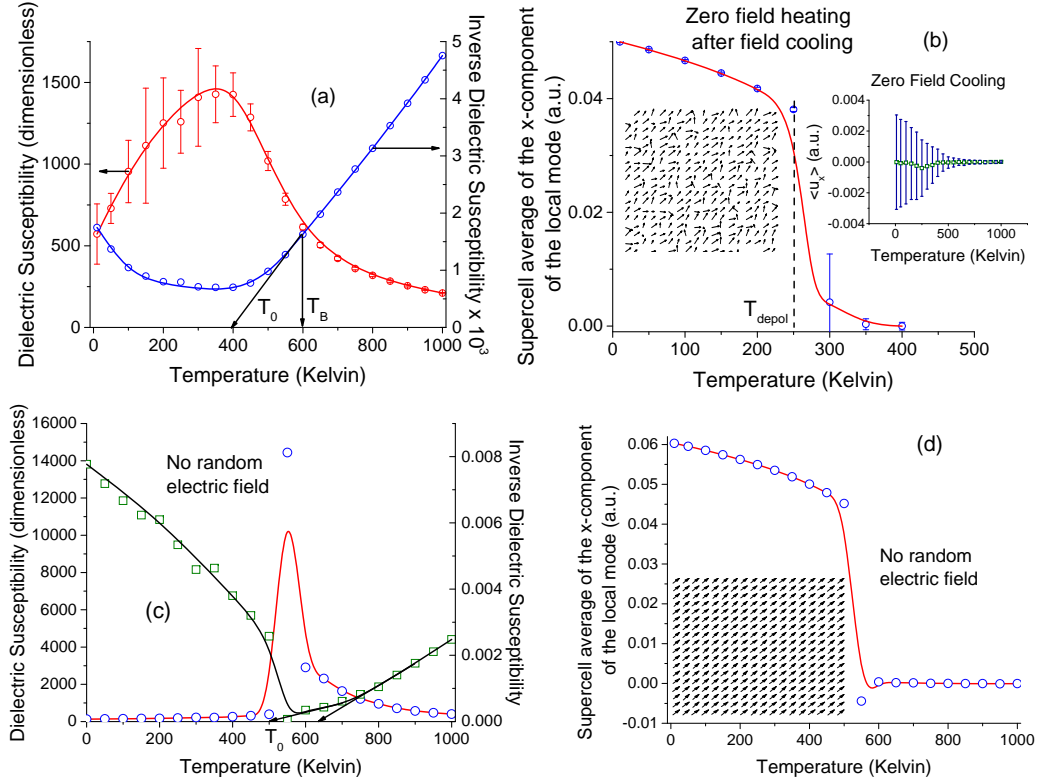 Dielectric Susceptibility (dimensionless)
1500
1000
500
0
(a)
T0
TB
0 200 400 600 800 1000
Temperature (Kelvin)
5
4
3
2
1
0
Inverse Dielectric Susceptibility x 10^3
Supercell average of the x-component
of the local mode (a.u.)
0.04
0.02
0.00
Zero field heating
after field cooling
(b)
Tdepol
0 100 200 300 400 500
Temperature (Kelvin)
Zero Field Cooling
<ux> (a.u.)
0.004
0.002
0.000
-0.002
-0.004
0 500 1000
Temperature (Kelvin)
Dielectric Susceptibility (dimensionless)
16000
14000
12000
10000
8000
6000
4000
2000
0
No random
electric field
(c)
T0
0 200 400 600 800 1000
Temperature (Kelvin)
0.008
0.006
0.004
0.002
0.000
Inverse Dielectric Susceptibility
Supercell average of the x-component
of the local mode (a.u.)
0.06
0.05
0.04
0.03
0.02
0.01
0.00
-0.01
(d)
No random
electric field
0 100 200 300 400 500 600 700 800 900 1000
Temperature (Kelvin)